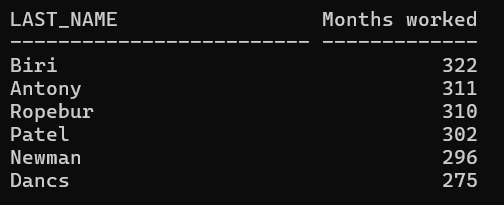 LAST_NAME                 Months worked
------------------------- -------------
Biri                                322
Antony                              311
Ropebur                             310
Patel                               302
Newman                              296
Dancs                               275